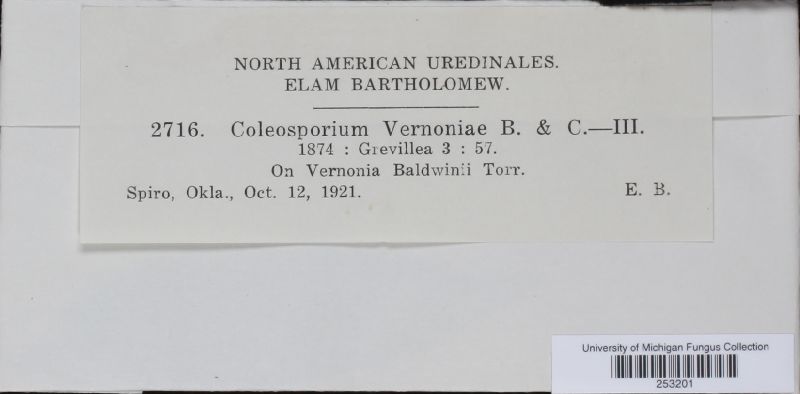 NORTH AMERICAN UREDINALES.
ELAM BARTHOLOMEW.
2716. Coleosporium Vernoniae B. & C.—III.
1874 : Grevillea 3 : 57.
On Vernonia Baldwinii Torr.
Spiro, Okla., Oct. 12, 1921. E. B.
University of Michigan Fungus Collection
253201